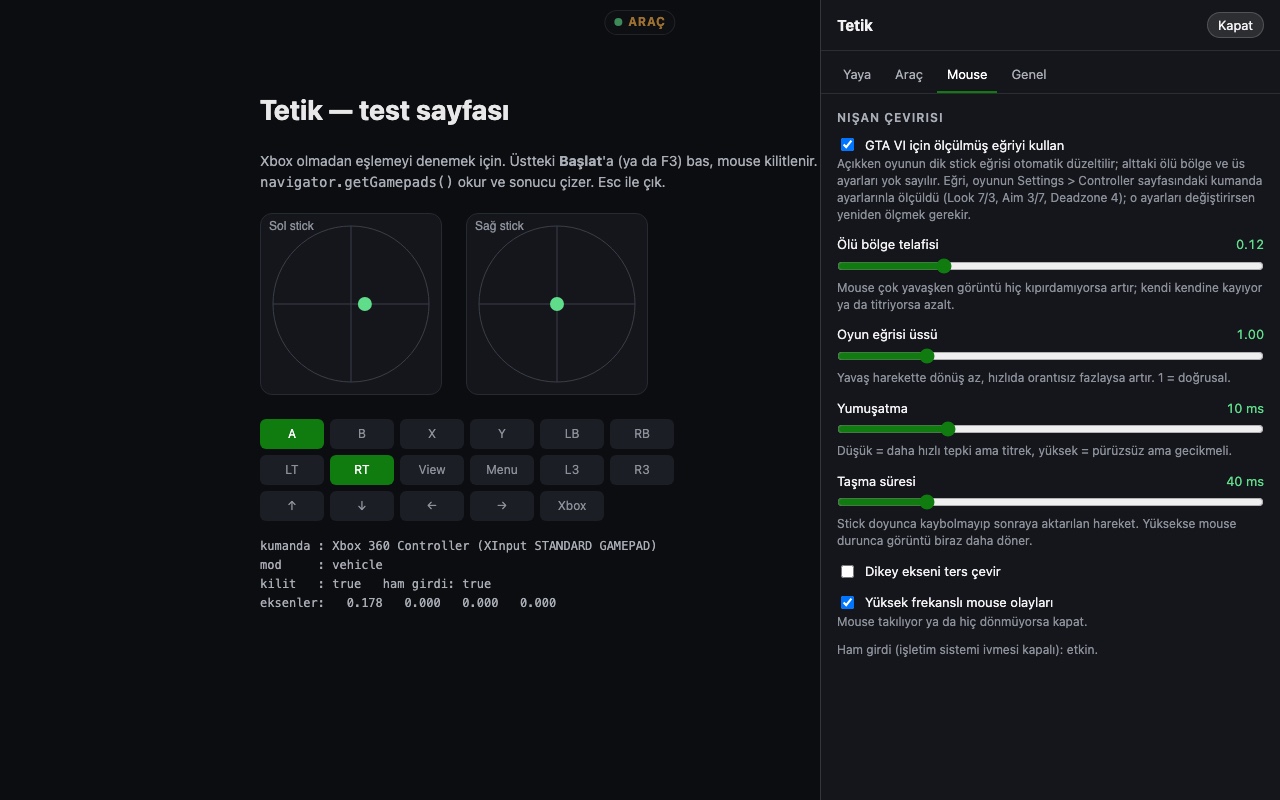 ARAÇ
Tetik — test sayfası
Xbox olmadan eşlemeyi denemek için. Üstteki Başlat'a (ya da F3) bas, mouse kilitlenir.
navigator.getGamepads() okur ve sonucu çizer. Esc ile çık.
Sol stick
Sağ stick
A B X Y LB RB
LT RT View Menu L3 R3
↑ ↓ ← → Xbox
kumanda : Xbox 360 Controller (XInput STANDARD GAMEPAD)
mod : vehicle
kilit : true ham girdi: true
eksenler: 0.178 0.000 0.000 0.000
Tetik
Kapat
Yaya Araç Mouse Genel
NIŞAN ÇEVIRISI
GTA VI için ölçülmüş eğriyi kullan
Açıkken oyunun dik stick eğrisi otomatik düzeltilir; alttaki ölü bölge ve üs
ayarları yok sayılır. Eğri, oyunun Settings > Controller sayfasındaki kumanda
ayarlarınla ölçüldü (Look 7/3, Aim 3/7, Deadzone 4); o ayarları değiştirirsen
yeniden ölçmek gerekir.
Ölü bölge telafisi 0.12
Mouse çok yavaşken görüntü hiç kıpırdamıyorsa artır; kendi kendine kayıyor
ya da titriyorsa azalt.
Oyun eğrisi üssü 1.00
Yavaş harekette dönüş az, hızlıda orantısız fazlaysa artır. 1 = doğrusal.
Yumuşatma 10 ms
Düşük = daha hızlı tepki ama titrek, yüksek = pürüzsüz ama gecikmeli.
Taşma süresi 40 ms
Stick doyunca kaybolmayıp sonraya aktarılan hareket. Yüksekse mouse
durunca görüntü biraz daha döner.
Dikey ekseni ters çevir
Yüksek frekanslı mouse olayları
Mouse takılıyor ya da hiç dönmüyorsa kapat.
Ham girdi (işletim sistemi ivmesi kapalı): etkin.